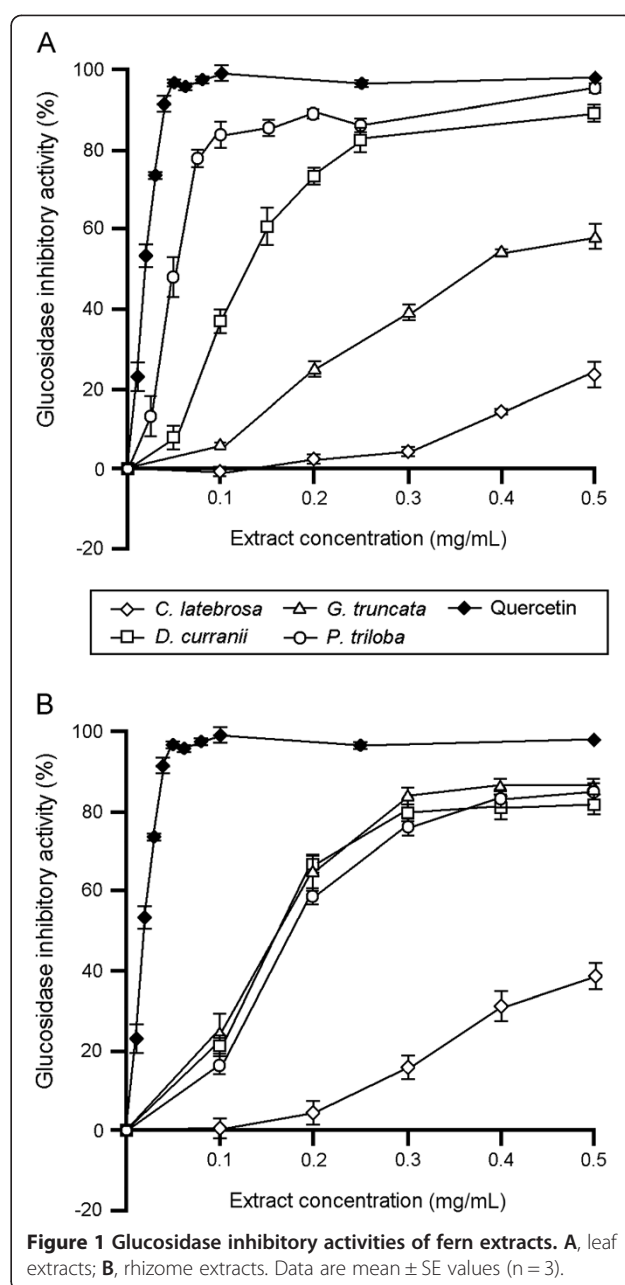 A
100
80
60
40
20
0
-20
Glucosidase inhibitory activity (%)
0.1 0.2 0.3 0.4 0.5
Extract concentration (mg/mL)
C. latebrosa G. truncata Quercetin
D. curranii P. triloba
B
100
80
60
40
20
0
-20
Glucosidase inhibitory activity (%)
0.1 0.2 0.3 0.4 0.5
Extract concentration (mg/mL)
Figure 1 Glucosidase inhibitory activities of fern extracts. A, leaf
extracts; B, rhizome extracts. Data are mean ± SE values (n = 3).